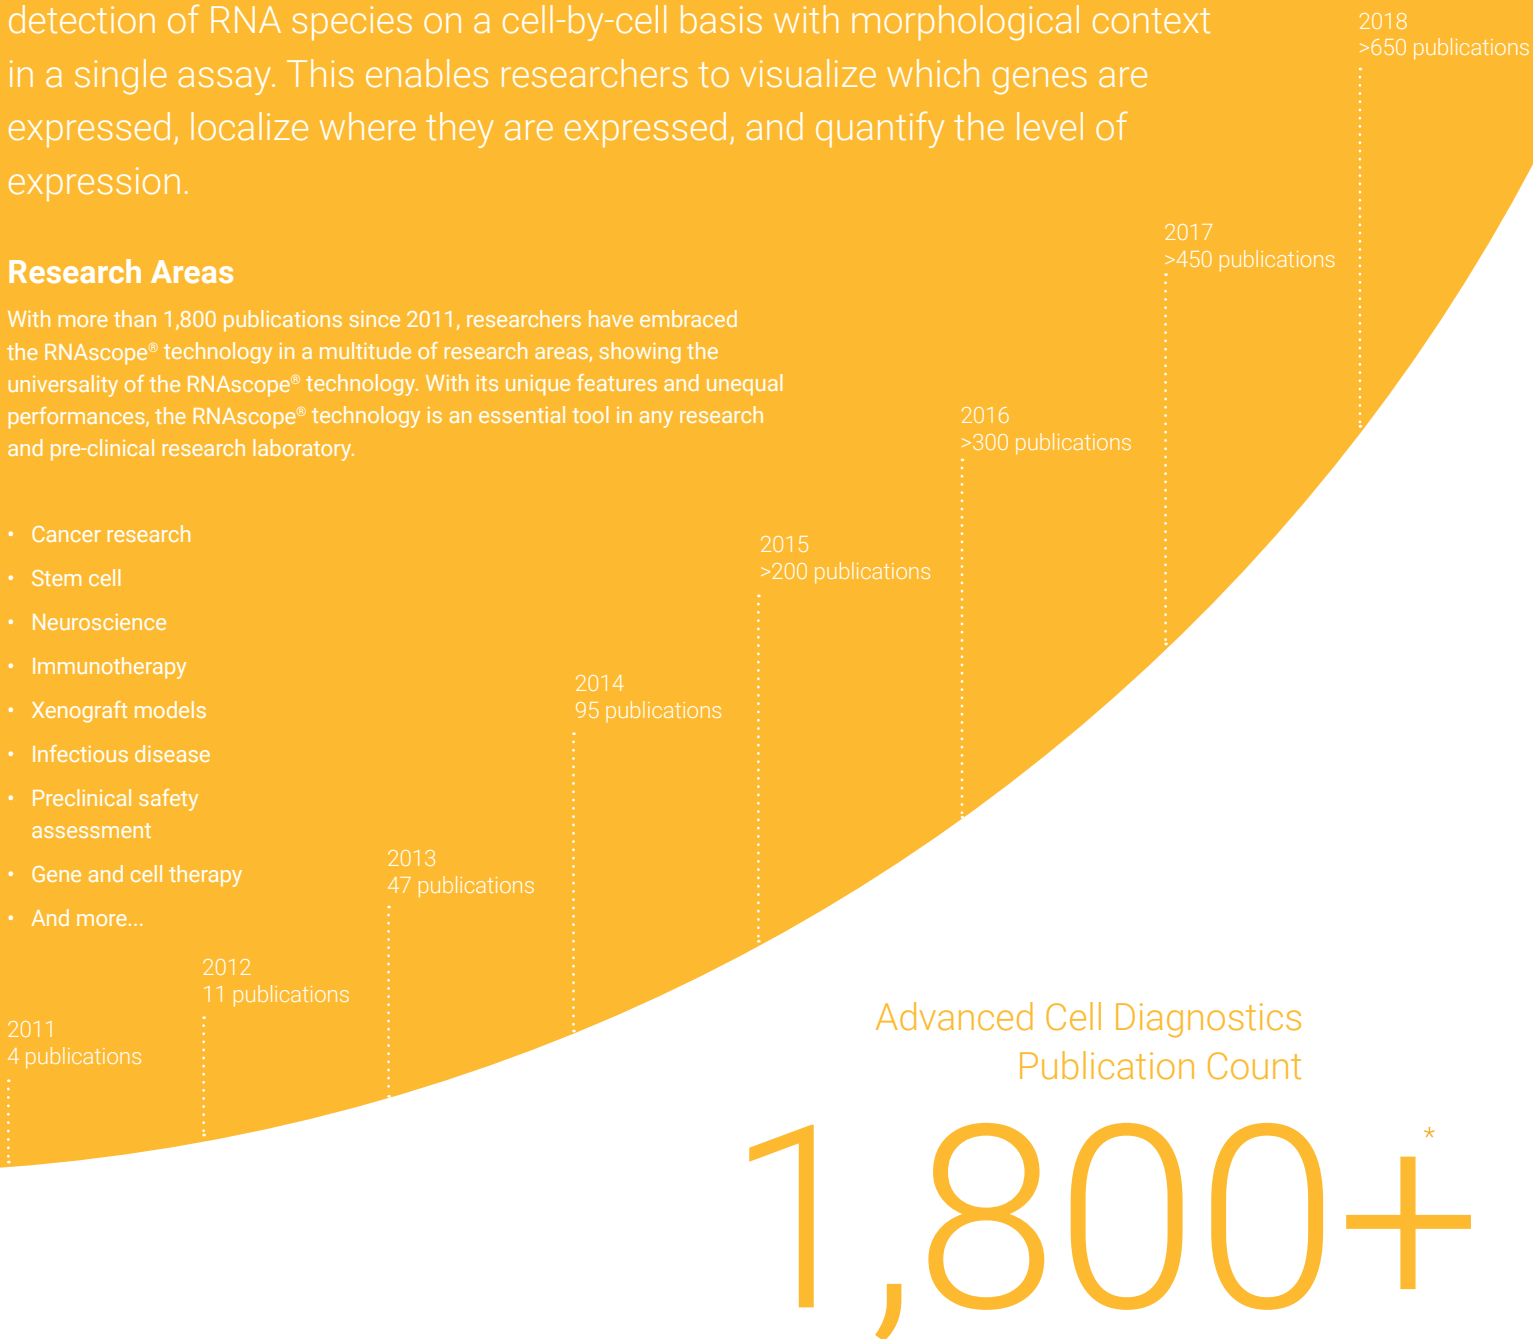 detection of RNA species on a cell-by-cell basis with morphological context
in a single assay. This enables researchers to visualize which genes are
expressed, localize where they are expressed, and quantify the level of
expression.
Research Areas
With more than 1,800 publications since 2011, researchers have embraced
the RNAscope® technology in a multitude of research areas, showing the
universality of the RNAscope® technology. With its unique features and unequal
performances, the RNAscope® technology is an essential tool in any research
and pre-clinical research laboratory.
• Cancer research
• Stem cell
• Neuroscience
• Immunotherapy
• Xenograft models
• Infectious disease
• Preclinical safety
assessment
• Gene and cell therapy
• And more...
2011
4 publications
2012
11 publications
2013
47 publications
2014
95 publications
2015
>200 publications
2016
>300 publications
2017
>450 publications
2018
>650 publications
Advanced Cell Diagnostics
Publication Count
1,800+*